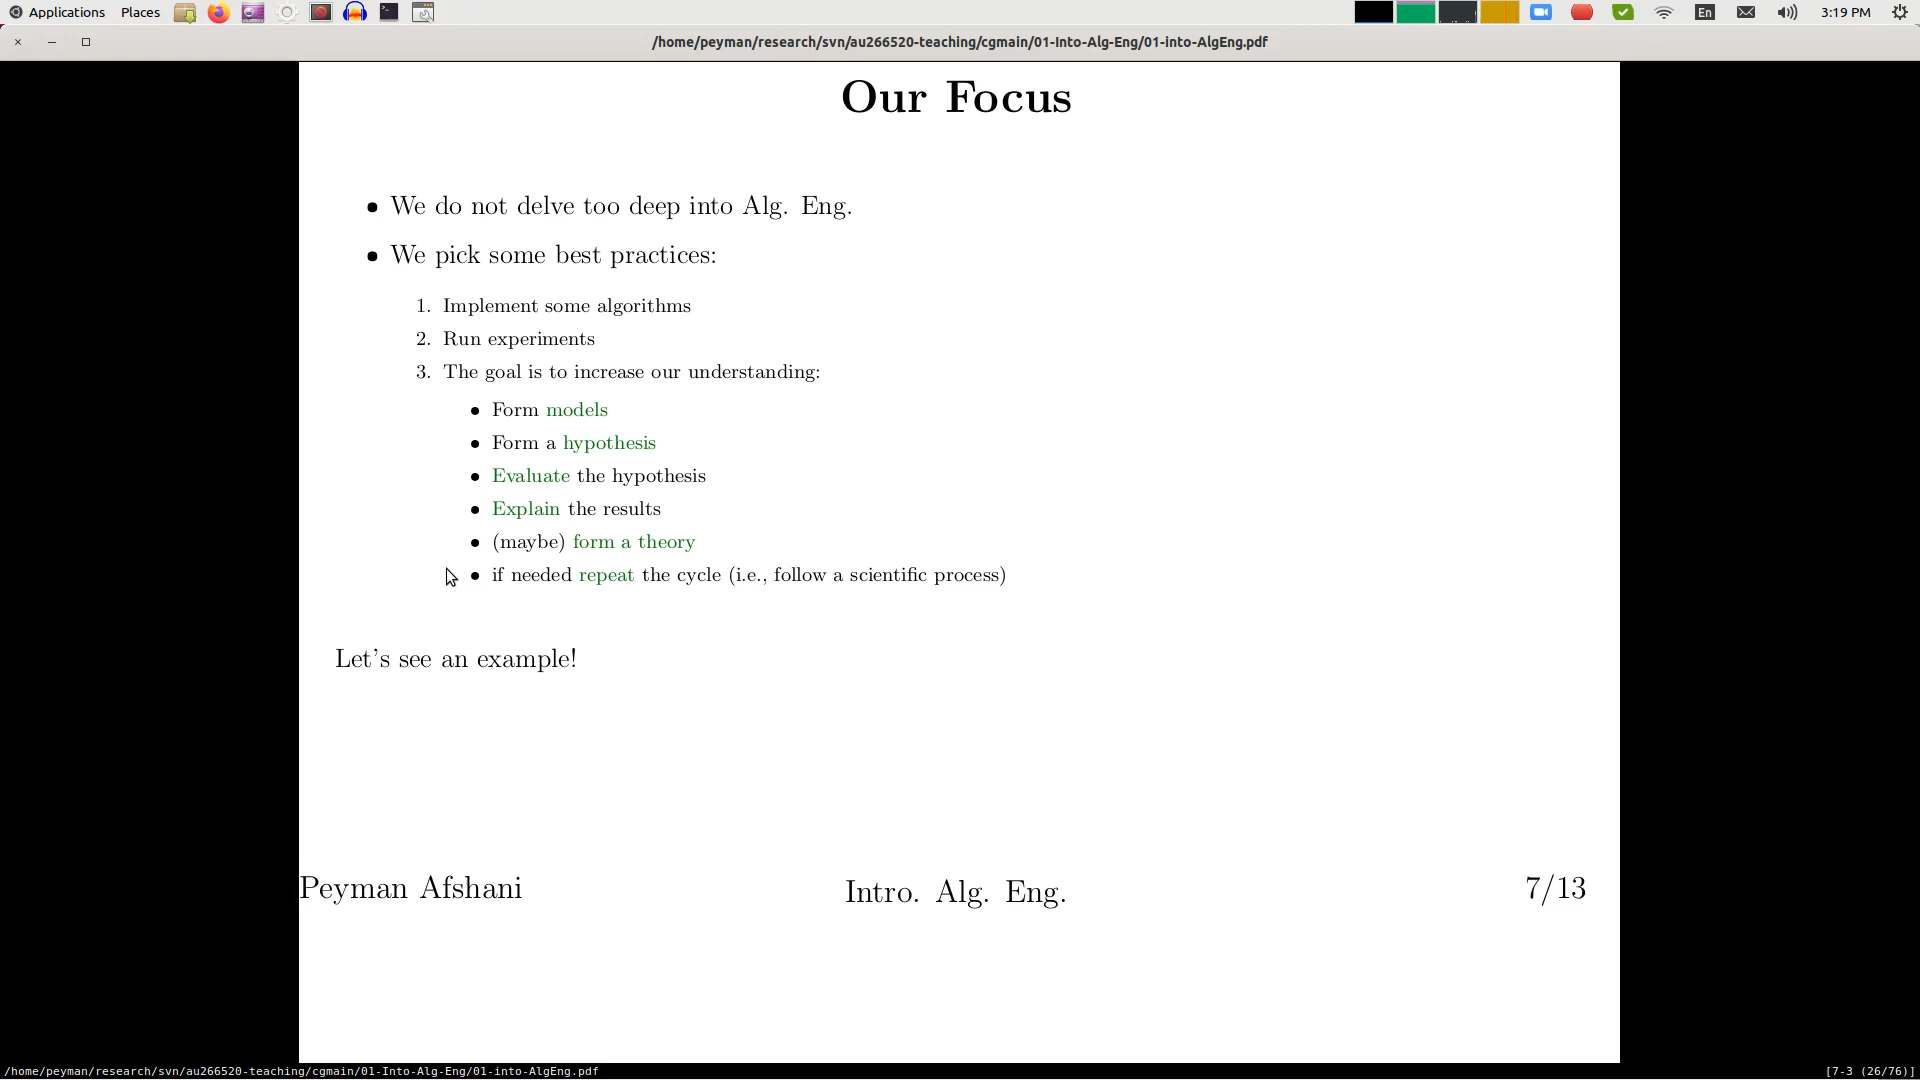 Applications Places En 3:19 PM
/home/peyman/research/svn/au266520-teaching/cgmain/01-Into-Alg-Eng/01-into-AlgEng.pdf
Our Focus
• We do not delve too deep into Alg. Eng.
• We pick some best practices:
1. Implement some algorithms
2. Run experiments
3. The goal is to increase our understanding:
• Form models
• Form a hypothesis
• Evaluate the hypothesis
• Explain the results
• (maybe) form a theory
• if needed repeat the cycle (i.e., follow a scientific process)
Let's see an example!
Peyman Afshani Intro. Alg. Eng. 7/13
/home/peyman/research/svn/au266520-teaching/cgmain/01-Into-Alg-Eng/01-into-AlgEng.pdf [7-3 (26/76)]